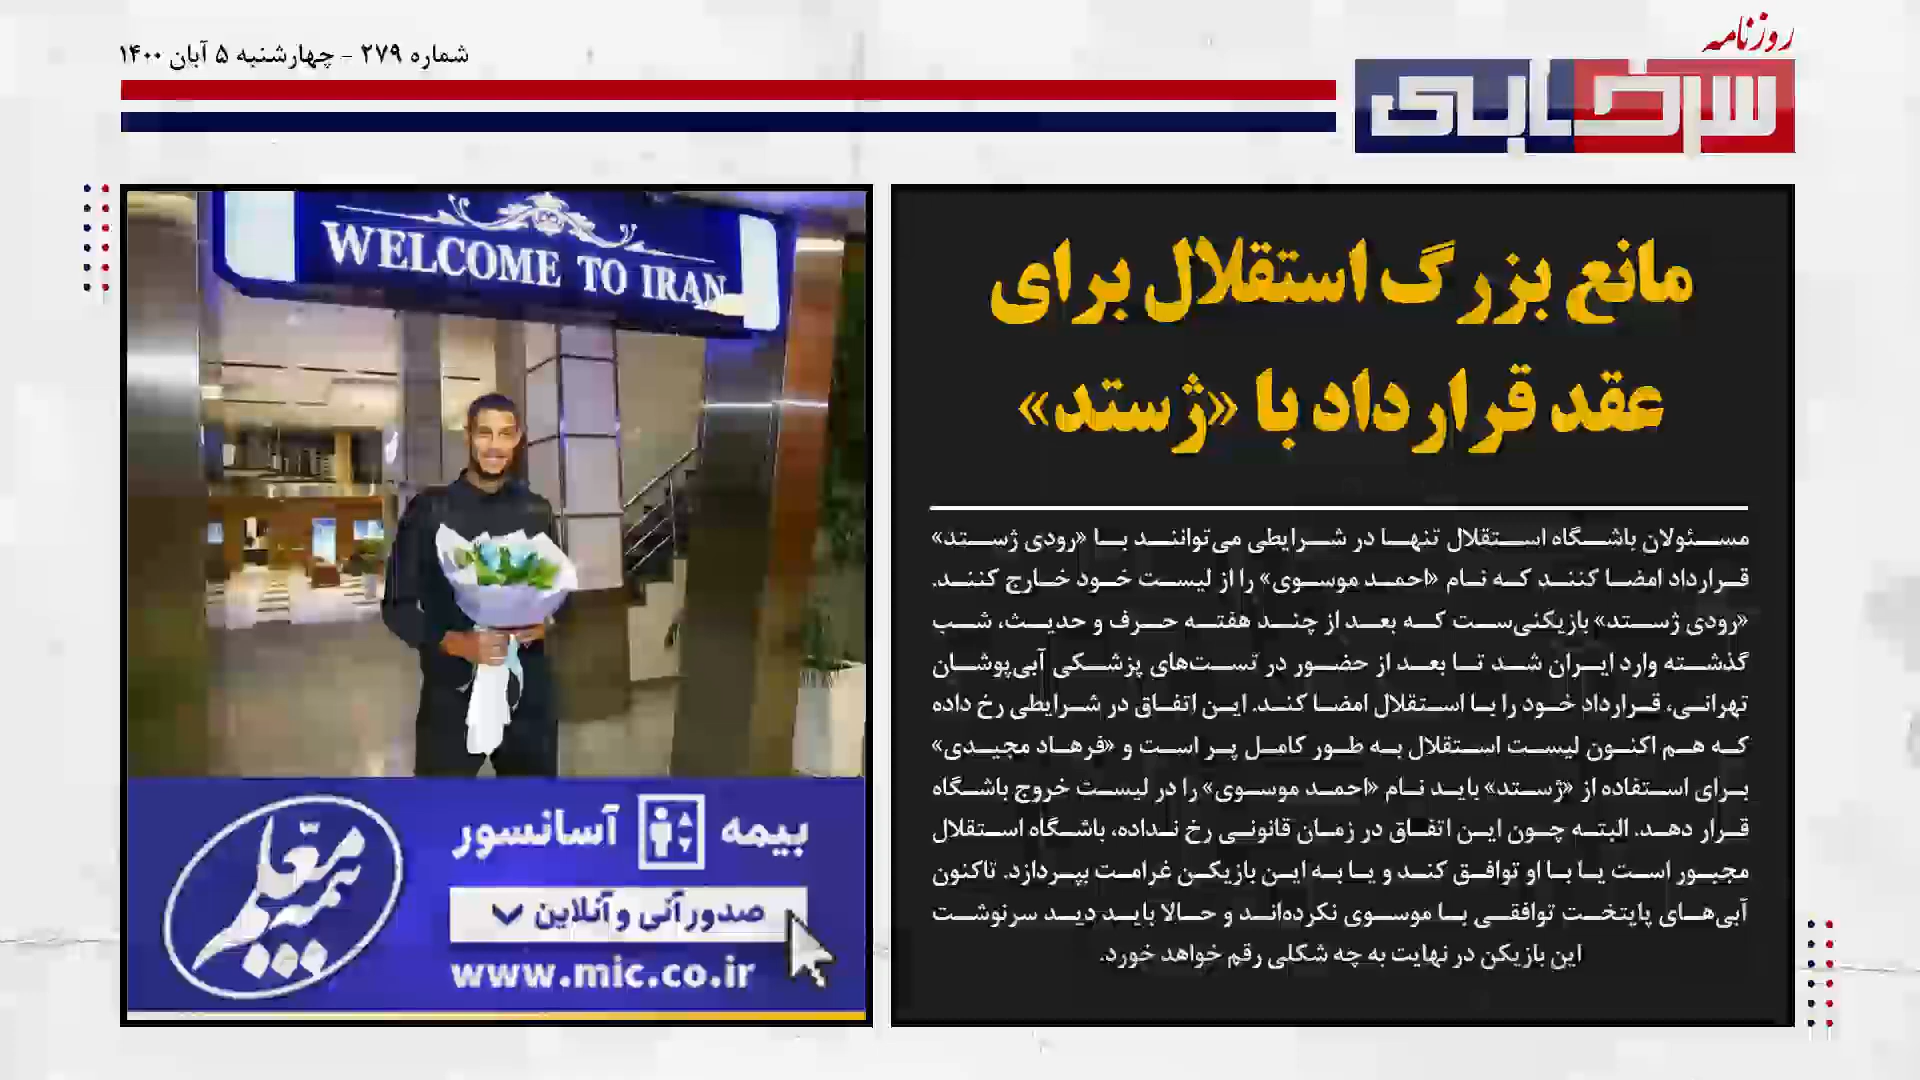 روزنامه
سرخابی
شماره ۲۷۹ - چهارشنبه ۵ آبان ۱۴۰۰
مانع بزرگ استقلال برای
عقد قرارداد با «ژستد»
مسئولان باشگاه استقلال تنها در شرایطی می‌توانند با «رودی ژستد»
قرارداد امضا کنند که نام «احمد موسوی» را از لیست خود خارج کنند.
«رودی ژستد» بازیکنی‌ست که بعد از چند هفته حرف و حدیث، شب
گذشته وارد ایران شد تا بعد از حضور در تست‌های پزشکی آبی‌پوشان
تهرانی، قرارداد خود را با استقلال امضا کند. این اتفاق در شرایطی رخ داده
که هم اکنون لیست استقلال به طور کامل پر است و «فرهاد مجیدی»
برای استفاده از «ژستد» باید نام «احمد موسوی» را در لیست خروج باشگاه
قرار دهد. البته چون این اتفاق در زمان قانونی رخ نداده، باشگاه استقلال
مجبور است یا با او توافق کند و یا به این بازیکن غرامت بپردازد. تاکنون
آبی‌های پایتخت توافقی با موسوی نکرده‌اند و حالا باید دید سرنوشت
این بازیکن در نهایت به چه شکلی رقم خواهد خورد.
WELCOME TO IRAN
بیمه آسانسور
صدور آنی و آنلاین
www.mic.co.ir
بیمه معلم